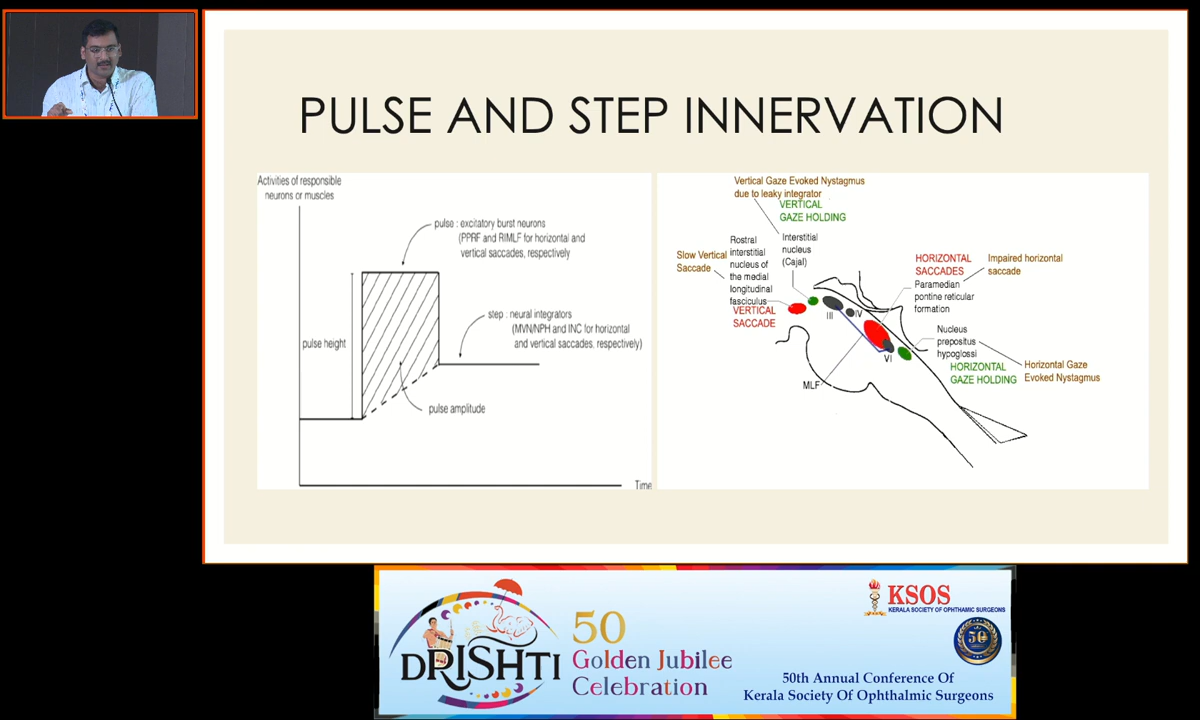 PULSE AND STEP INNERVATION
Activities of responsible
neurons or muscles
pulse : excitatory burst neurons
(PPRF and RIMLF for horizontal and
vertical saccades, respectively
step : neural integrators
(MVN/NPH and INC for horizontal
and vertical saccades, respectively)
pulse height
pulse amplitude
Time
Vertical Gaze Evoked Nystagmus
due to leaky integrator
VERTICAL
GAZE HOLDING
Slow Vertical
Saccade
Rostral
interstitial
nucleus of
the medial
longitudinal
fasciculus
VERTICAL
SACCADE
Interstitial
nucleus
(Cajal)
HORIZONTAL
SACCADES
Paramedian
pontine reticular
formation
Impaired horizontal
saccade
III
IV
VI
MLF
Nucleus
prepositus
hypoglossi
HORIZONTAL
GAZE HOLDING
Horizontal Gaze
Evoked Nystagmus
DRISHTI
50
Golden Jubilee
Celebration
KSOS
KERALA SOCIETY OF OPHTHAMIC SURGEONS
50
50th Annual Conference Of
Kerala Society Of Ophthalmic Surgeons